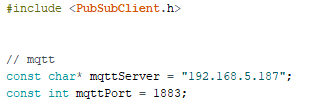 #include <PubSubClient.h>
// mqtt
const char* mqttServer = "192.168.5.187";
const int mqttPort = 1883;